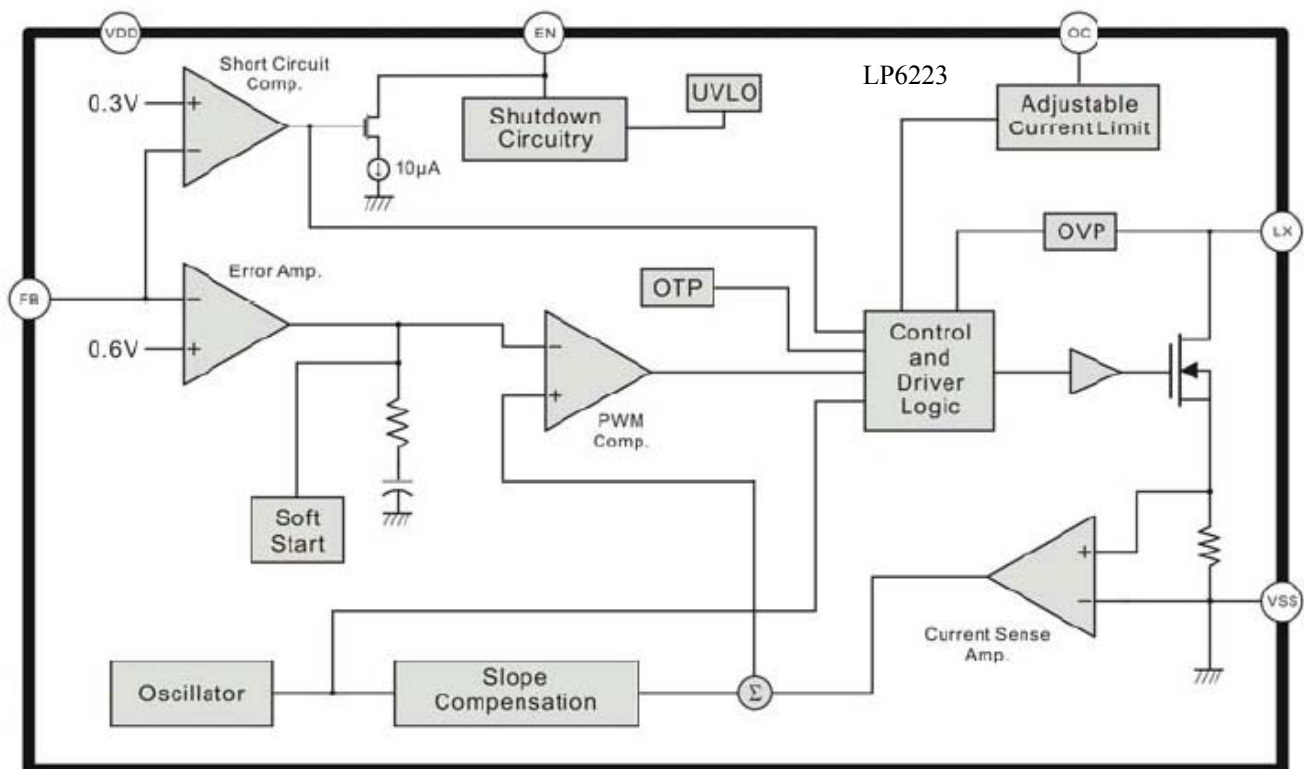 VDD
EN
OC
Short Circuit
Comp.
LP6223
0.3V
+
−
UVLO
Shutdown
Circuitry
Adjustable
Current Limit
10µA
OVP
LX
Error Amp.
OTP
FB
−
0.6V
+
−
+
PWM
Comp.
Control
and
Driver
Logic
Soft
Start
+
−
VSS
Current Sense
Amp.
Oscillator
Slope
Compensation
Σ